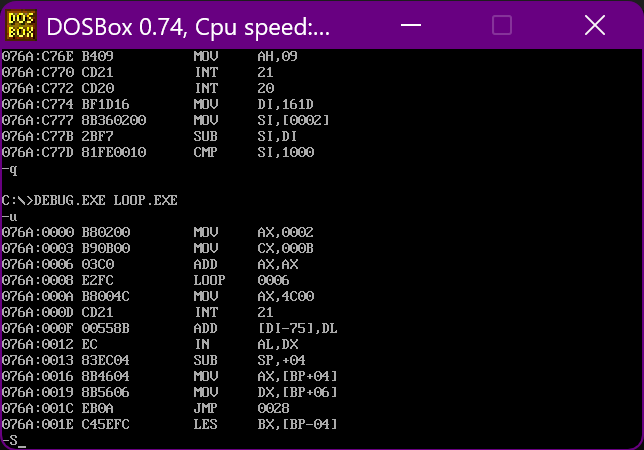 DOS
BOX
DOSBox 0.74, Cpu speed:...
076A:C76E B409 MOV AH,09
076A:C770 CD21 INT 21
076A:C772 CD20 INT 20
076A:C774 BF1D16 MOV DI,161D
076A:C777 8B360200 MOV SI,[0002]
076A:C77B 2BF7 SUB SI,DI
076A:C77D 81FE0010 CMP SI,1000
-q
C:\>DEBUG.EXE LOOP.EXE
-u
076A:0000 B80200 MOV AX,0002
076A:0003 B90B00 MOV CX,000B
076A:0006 03C0 ADD AX,AX
076A:0008 E2FC LOOP 0006
076A:000A B8004C MOV AX,4C00
076A:000D CD21 INT 21
076A:000F 00558B ADD [DI-75],DL
076A:0012 EC IN AL,DX
076A:0013 83EC04 SUB SP,+04
076A:0016 8B4604 MOV AX,[BP+04]
076A:0019 8B5606 MOV DX,[BP+06]
076A:001C EB0A JMP 0028
076A:001E C45EFC LES BX,[BP-04]
-S_